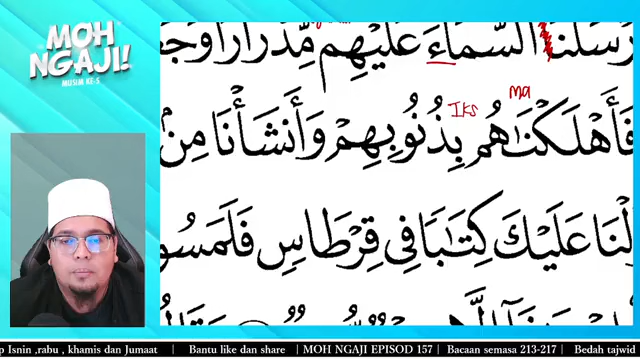 MOH
NGAJI!
MUSIM KE-5
رْسَلْنَا السَّمَاءَ عَلَيْهِم مِّدْرَارًا وَجَ
MA
IKS
فَأَهْلَكْنَاهُم بِذُنُوبِهِمْ وَأَنشَأْنَا مِنۢ
لْنَا عَلَيْكَ كِتَابًا فِي قِرْطَاسٍ فَلَمَسُو
p Isnin ,rabu , khamis dan Jumaat | Bantu like dan share | MOH NGAJI EPISOD 157 | Bacaan semasa 213-217 | Bedah tajwid